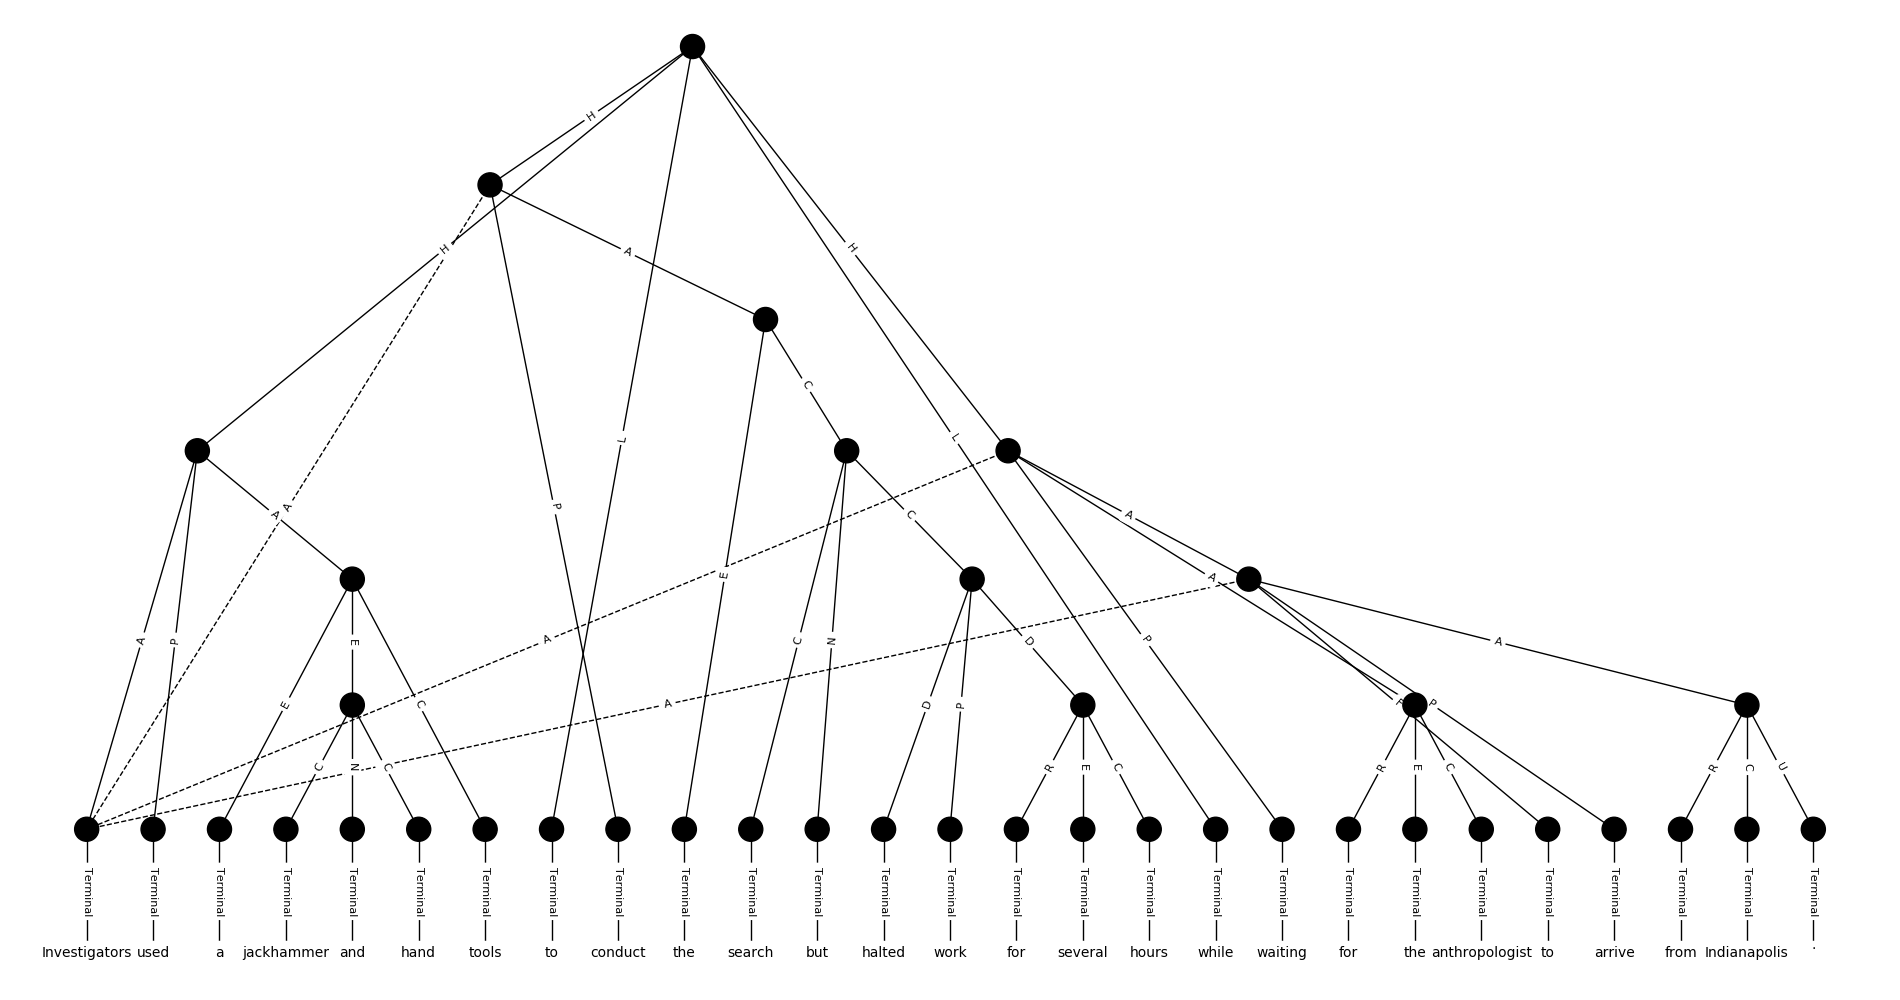 H
H
A
H
L
C
L
A
A
P
A
C
A
E
A
A
P
E
C
N
A
D
P
A
E
C
A
D
P
F
P
C
N
C
R
E
C
R
E
C
R
C
U
Terminal Terminal Terminal Terminal Terminal Terminal Terminal Terminal Terminal Terminal Terminal Terminal Terminal Terminal Terminal Terminal Terminal Terminal Terminal Terminal Terminal Terminal Terminal Terminal Terminal Terminal Terminal
Investigators used a jackhammer and hand tools to conduct the search but halted work for several hours while waiting for the anthropologist to arrive from Indianapolis .